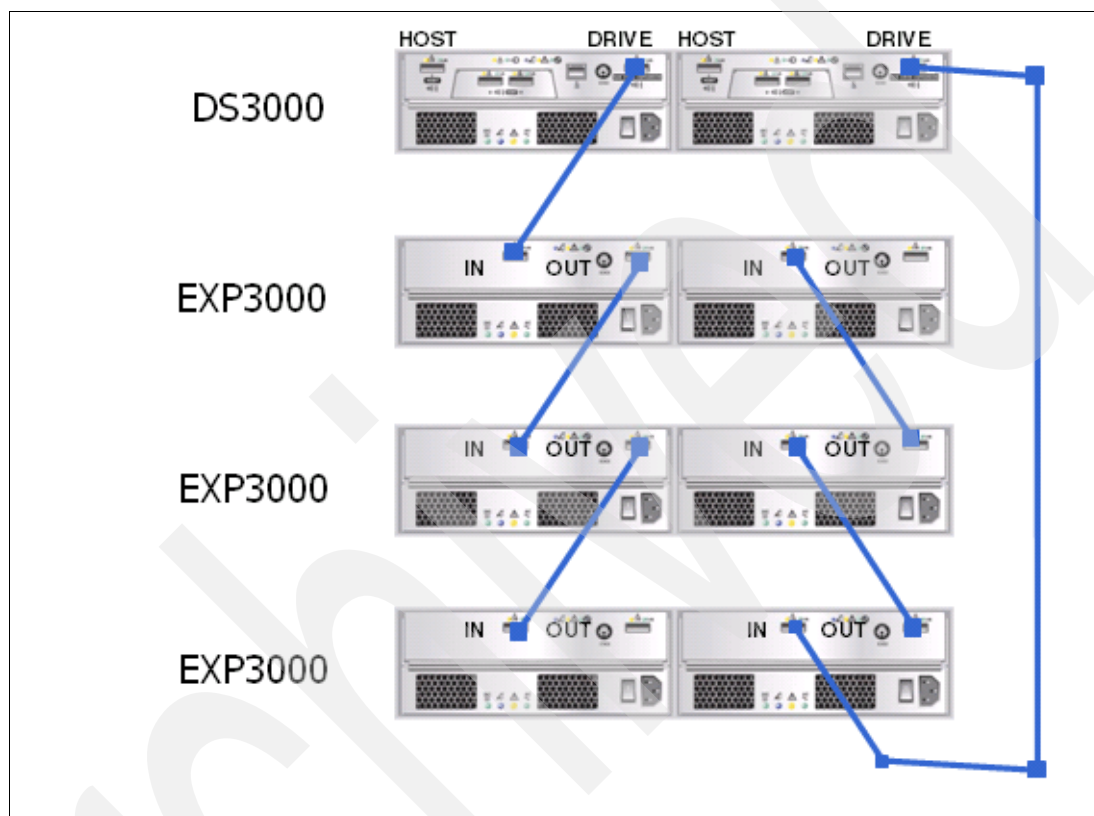 HOST DRIVE HOST DRIVE
DS3000
EXP3000
IN OUT IN OUT
EXP3000
IN OUT IN OUT
EXP3000
IN OUT IN OUT